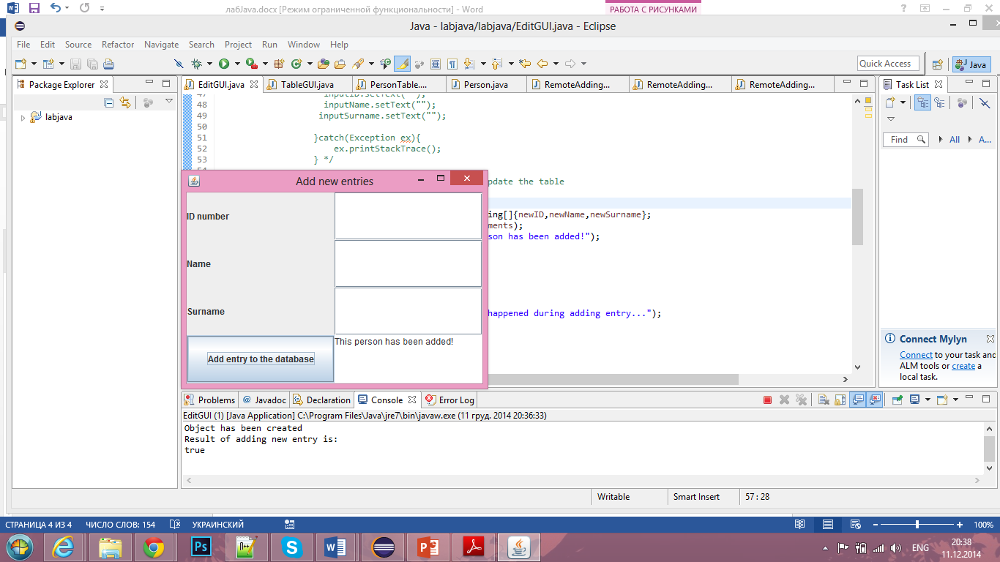 лабJava.docx [Режим ограниченной функциональности] - Word
РАБОТА С РИСУНКАМИ
Java - labjava/labjava/EditGUI.java - Eclipse
File Edit Source Refactor Navigate Search Project Run Window Help
Quick Access
Java
Package Explorer
labjava
EditGUI.java TableGUI.java PersonTable.... Person.java RemoteAdding... RemoteAdding... RemoteAdding...
48 inputName.setText("");
49 inputSurname.setText("");
50
51 }catch(Exception ex){
52 ex.printStackTrace();
53 } */
pdate the table
ing[]{newID,newName,newSurname};
ments);
son has been added!");
happened during adding entry...");
Add new entries
ID number
Name
Surname
Add entry to the database
This person has been added!
Task List
Find
All
A...
Connect Mylyn
Connect to your task and
ALM tools or create a
local task.
Problems Javadoc Declaration Console Error Log
EditGUI (1) [Java Application] C:\Program Files\Java\jre7\bin\javaw.exe (11 груд. 2014 20:36:33)
Object has been created
Result of adding new entry is:
true
Writable Smart Insert 57 : 28
СТРАНИЦА 4 ИЗ 4 ЧИСЛО СЛОВ: 154 УКРАИНСКИЙ 100%
ENG
20:38
11.12.2014